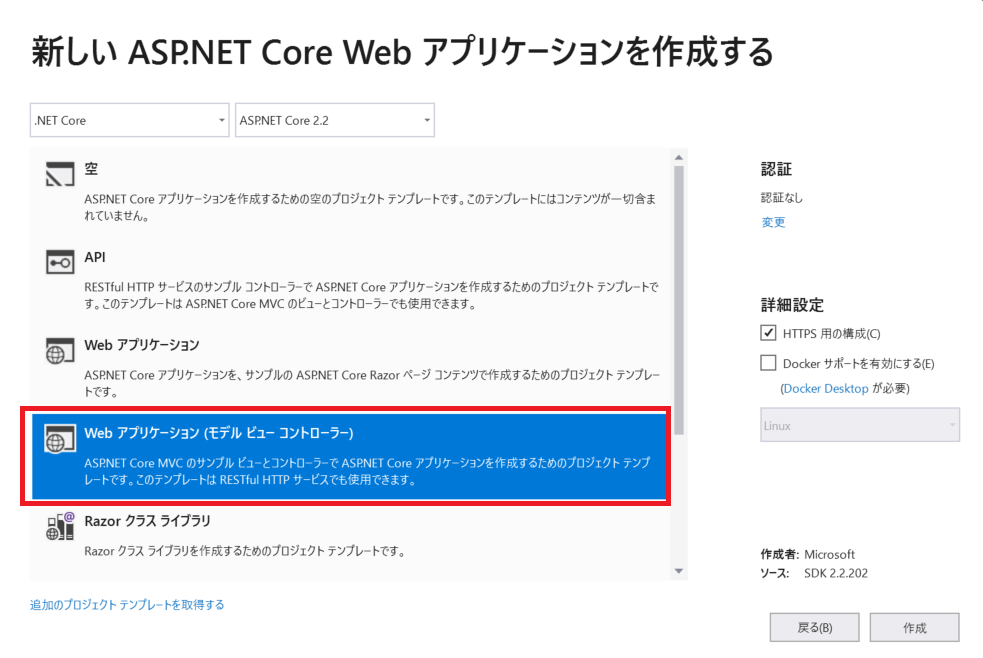 新しい ASP.NET Core Web アプリケーションを作成する
.NET Core
ASP.NET Core 2.2
空
ASP.NET Core アプリケーションを作成するための空のプロジェクト テンプレートです。このテンプレートにはコンテンツが一切含ま
れていません。
API
RESTful HTTP サービスのサンプル コントローラーで ASP.NET Core アプリケーションを作成するためのプロジェクト テンプレートで
す。このテンプレートは ASP.NET Core MVC のビューとコントローラーでも使用できます。
Web アプリケーション
ASP.NET Core アプリケーションを、サンプルの ASP.NET Core Razor ページ コンテンツで作成するためのプロジェクト テンプレー
トです。
Web アプリケーション (モデル ビュー コントローラー)
ASP.NET Core MVC のサンプル ビューとコントローラーで ASP.NET Core アプリケーションを作成するためのプロジェクト テンプ
レートです。このテンプレートは RESTful HTTP サービスでも使用できます。
Razor クラス ライブラリ
Razor クラス ライブラリを作成するためのプロジェクト テンプレートです。
追加のプロジェクト テンプレートを取得する
認証
認証なし
変更
詳細設定
HTTPS 用の構成(C)
Docker サポートを有効にする(E)
(Docker Desktop が必要)
Linux
作成者: Microsoft
ソース: SDK 2.2.202
戻る(B)
作成